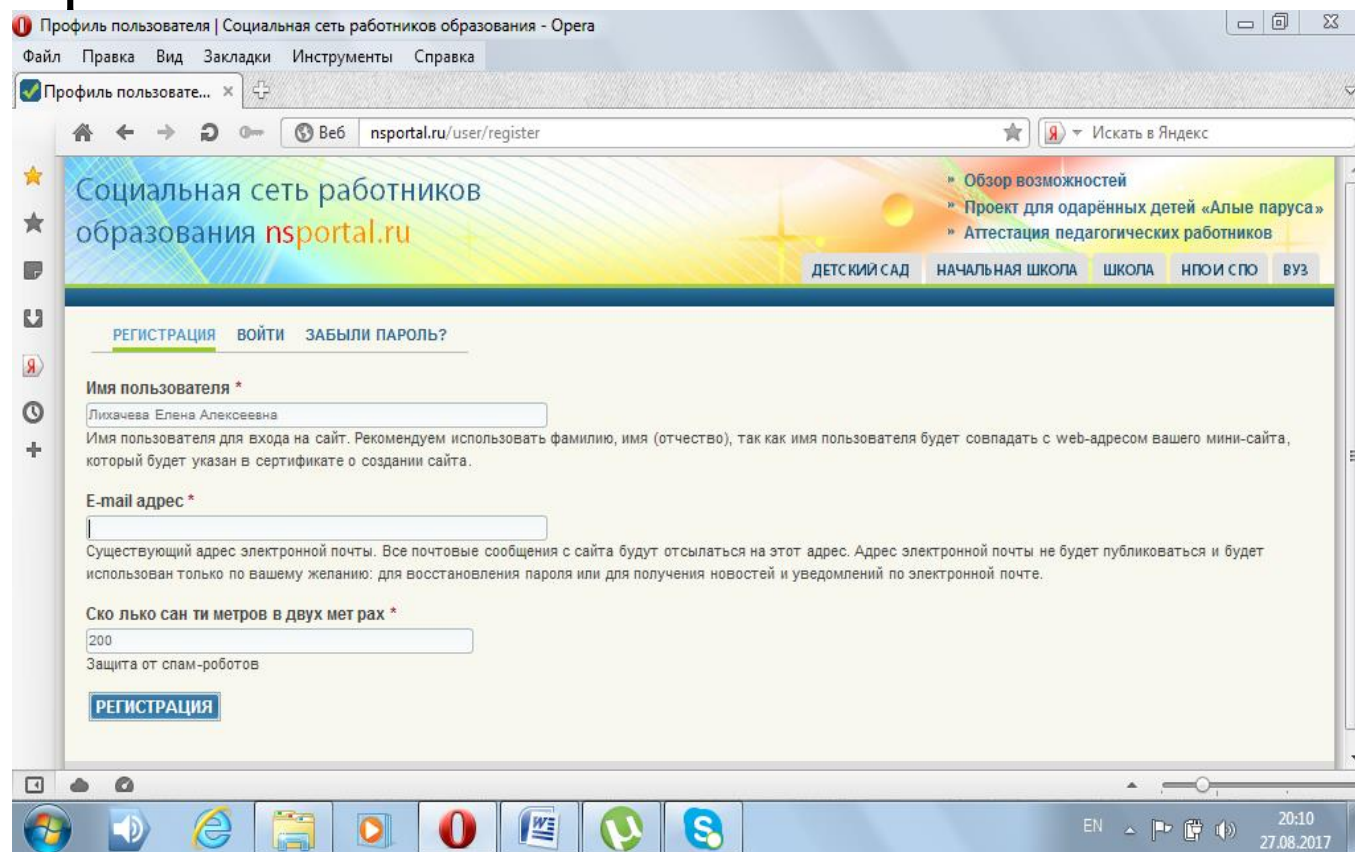 Профиль пользователя | Социальная сеть работников образования - Opera
Файл Правка Вид Закладки Инструменты Справка
Профиль пользовате...
Веб nsportal.ru/user/register Искать в Яндекс
Социальная сеть работников
образования nsportal.ru
» Обзор возможностей
» Проект для одарённых детей «Алые паруса»
» Аттестация педагогических работников
ДЕТСКИЙ САД НАЧАЛЬНАЯ ШКОЛА ШКОЛА НПО И СПО ВУЗ
РЕГИСТРАЦИЯ ВОЙТИ ЗАБЫЛИ ПАРОЛЬ?
Имя пользователя *
Лихачева Елена Алексеевна
Имя пользователя для входа на сайт. Рекомендуем использовать фамилию, имя (отчество), так как имя пользователя будет совпадать с web-адресом вашего мини-сайта,
который будет указан в сертификате о создании сайта.
E-mail адрес *
Существующий адрес электронной почты. Все почтовые сообщения с сайта будут отсылаться на этот адрес. Адрес электронной почты не будет публиковаться и будет
использован только по вашему желанию: для восстановления пароля или для получения новостей и уведомлений по электронной почте.
Ско лько сан ти метров в двух мет рах *
200
Защита от спам-роботов
РЕГИСТРАЦИЯ
EN
20:10
27.08.2017